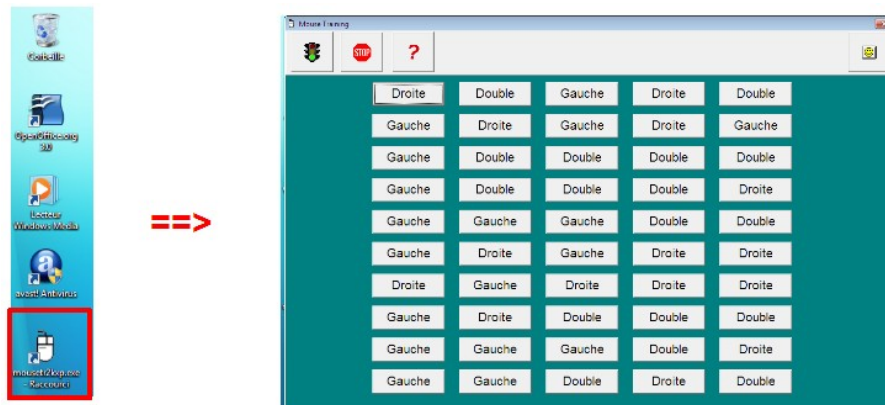 Corbeille
OpenOffice.org
3.0
Lecteur
Windows Media
avast! Antivirus
mousetr2kxp.exe
- Raccourci
==>
Mouse Training
STOP
?
Droite Double Gauche Droite Double
Gauche Droite Gauche Droite Gauche
Gauche Double Double Double Double
Gauche Double Double Double Droite
Gauche Gauche Gauche Double Double
Gauche Droite Gauche Droite Droite
Droite Gauche Droite Droite Droite
Gauche Droite Double Double Double
Gauche Gauche Gauche Double Droite
Gauche Gauche Double Droite Double